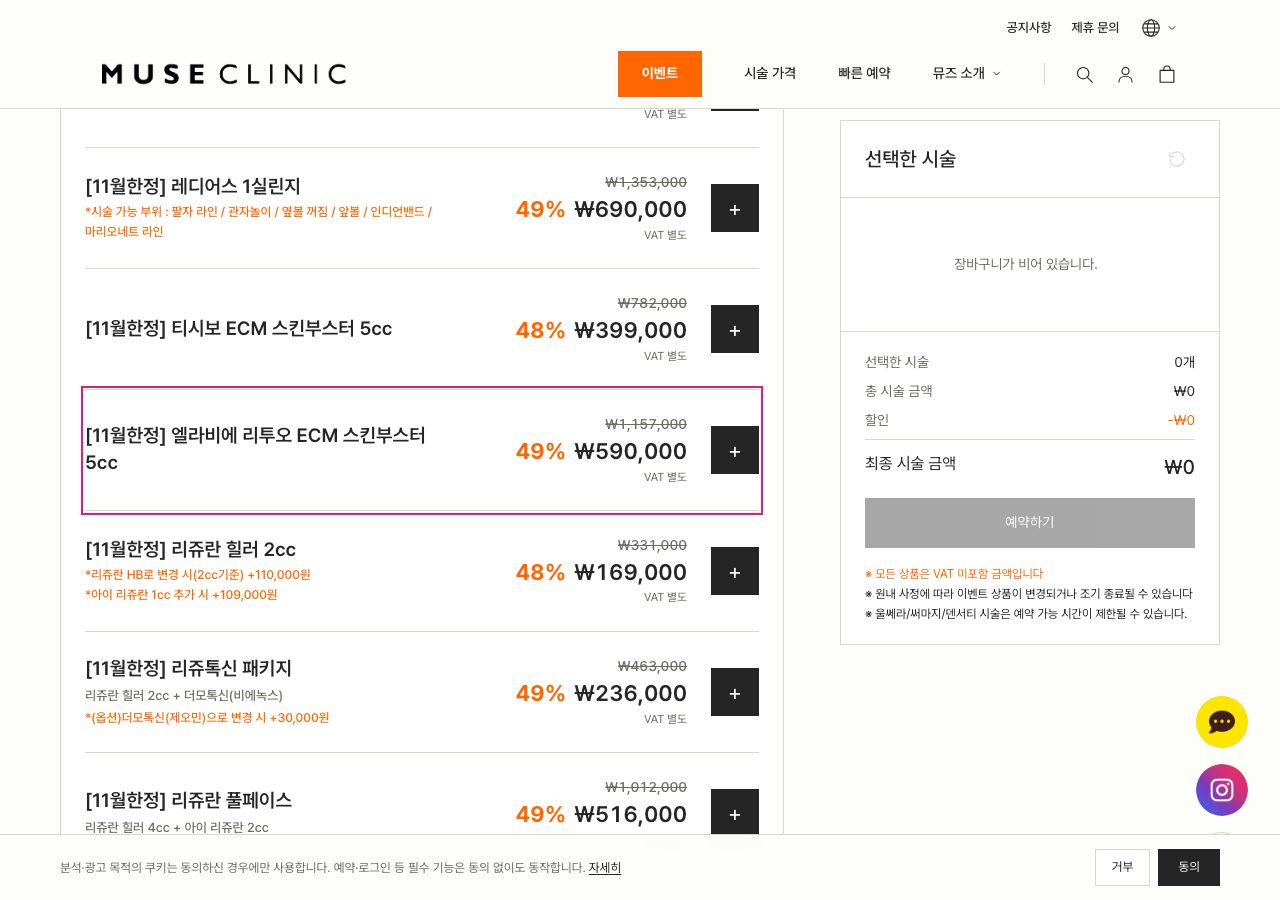 공지사항 제휴 문의
MUSE CLINIC
이벤트 시술 가격 빠른 예약 뮤즈 소개
VAT 별도
[11월한정] 레디어스 1실린지
*시술 가능 부위 : 팔자 라인 / 관자놀이 / 옆볼 꺼짐 / 앞볼 / 인디언밴드 /
마리오네트 라인
₩1,353,000
49% ₩690,000
VAT 별도
+
[11월한정] 티시보 ECM 스킨부스터 5cc
₩782,000
48% ₩399,000
VAT 별도
+
[11월한정] 엘라비에 리투오 ECM 스킨부스터
5cc
₩1,157,000
49% ₩590,000
VAT 별도
+
[11월한정] 리쥬란 힐러 2cc
*리쥬란 HB로 변경 시(2cc기준) +110,000원
*아이 리쥬란 1cc 추가 시 +109,000원
₩331,000
48% ₩169,000
VAT 별도
+
[11월한정] 리쥬톡신 패키지
리쥬란 힐러 2cc + 더모톡신(비에녹스)
*(옵션)더모톡신(제오민)으로 변경 시 +30,000원
₩463,000
49% ₩236,000
VAT 별도
+
[11월한정] 리쥬란 풀페이스
리쥬란 힐러 4cc + 아이 리쥬란 2cc
₩1,012,000
49% ₩516,000
+
선택한 시술
장바구니가 비어 있습니다.
선택한 시술 0개
총 시술 금액 ₩0
할인 -₩0
최종 시술 금액 ₩0
예약하기
※ 모든 상품은 VAT 미포함 금액입니다
※ 원내 사정에 따라 이벤트 상품이 변경되거나 조기 종료될 수 있습니다
※ 울쎄라/써마지/덴서티 시술은 예약 가능 시간이 제한될 수 있습니다.
분석·광고 목적의 쿠키는 동의하신 경우에만 사용합니다. 예약·로그인 등 필수 기능은 동의 없이도 동작합니다. 자세히
거부 동의